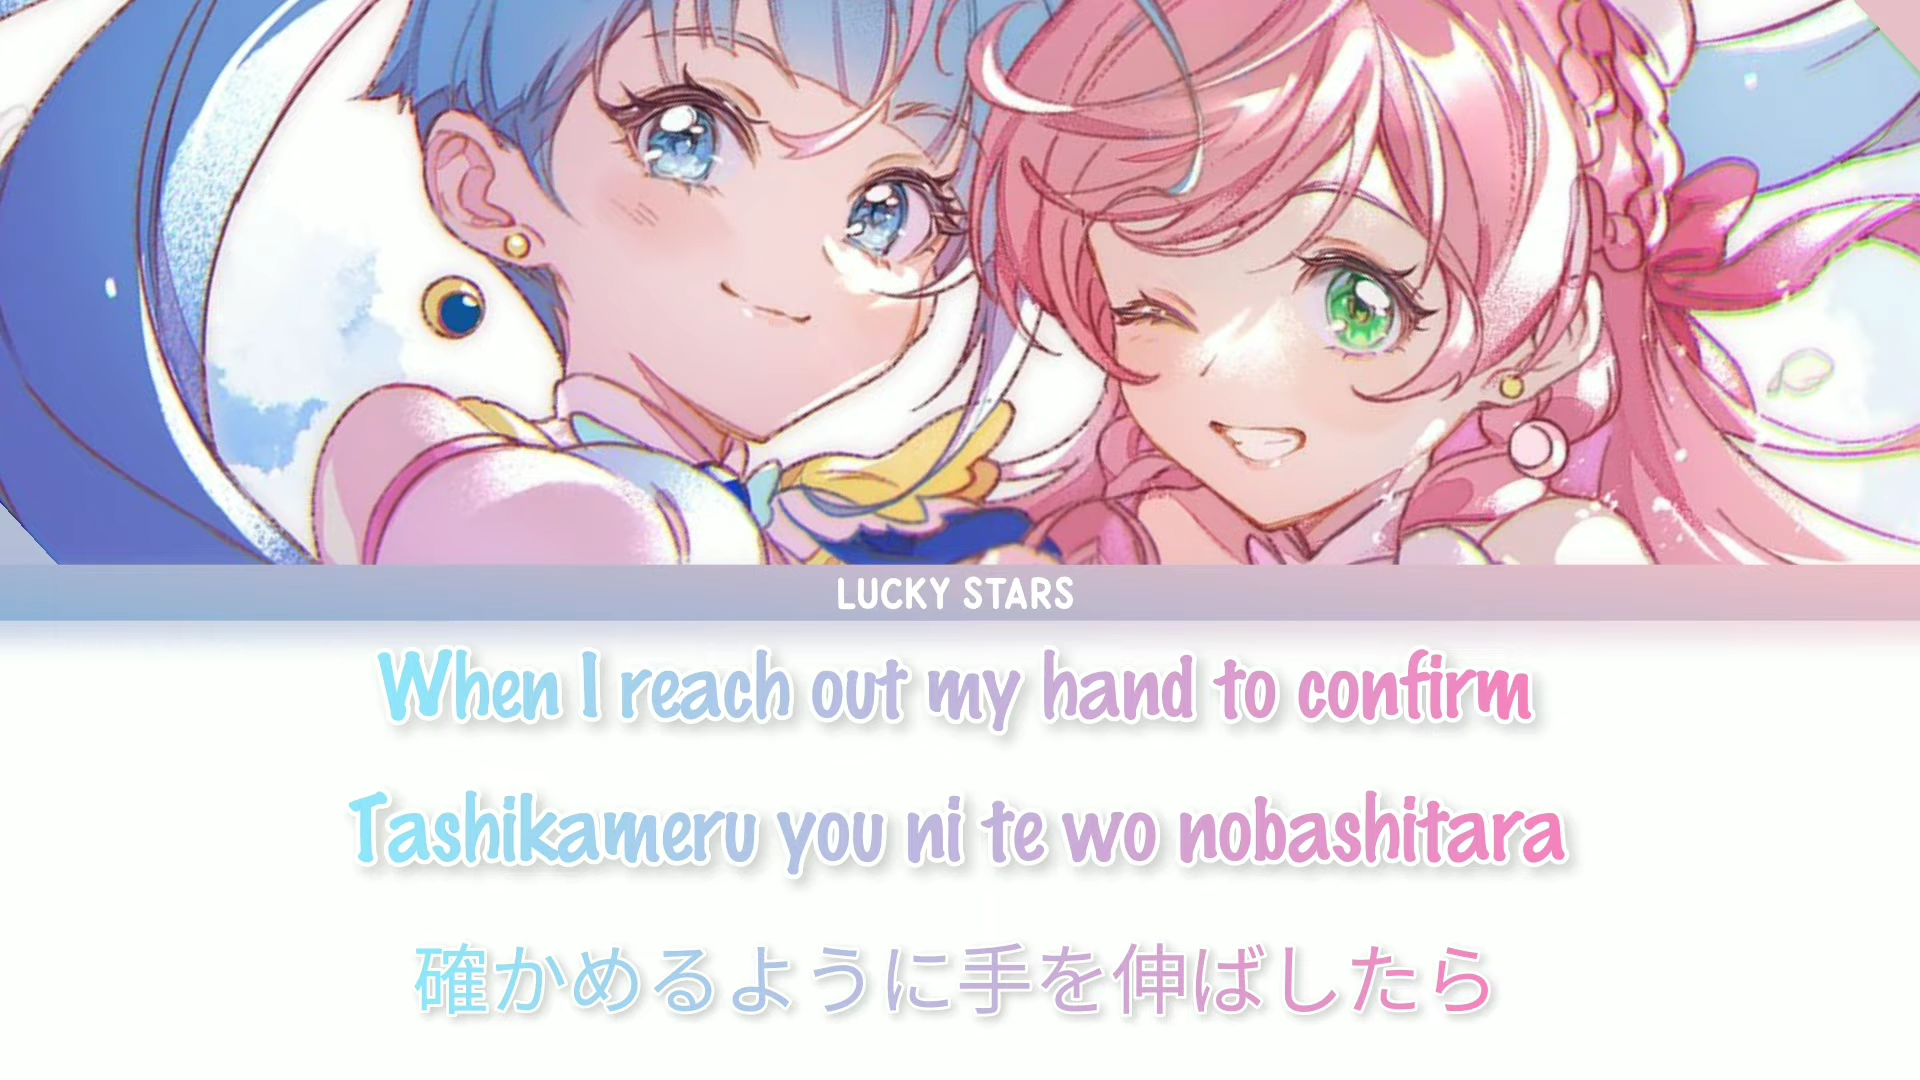 LUCKY STARS
When I reach out my hand to confirm
Tashikameru you ni te wo nobashitara
確かめるように手を伸ばしたら